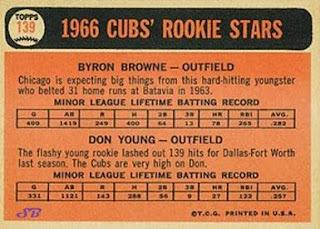 TOPPS
139
1966 CUBS' ROOKIE STARS
BYRON BROWNE — OUTFIELD
Chicago is expecting big things from this hard-hitting youngster
who belted 31 home runs at Batavia in 1963.
MINOR LEAGUE LIFETIME BATTING RECORD
G AB R H 2B 3B HR RBI AVG.
400 1419 249 400 64 13 78 265 .282
DON YOUNG — OUTFIELD
The flashy young rookie lashed out 139 hits for Dallas-Fort Worth
last season. The Cubs are very high on Don.
MINOR LEAGUE LIFETIME BATTING RECORD
G AB R H 2B 3B HR RBI AVG.
331 1121 143 288 56 9 27 122 .257
SB
©T.C.G. PRINTED IN U.S.A.